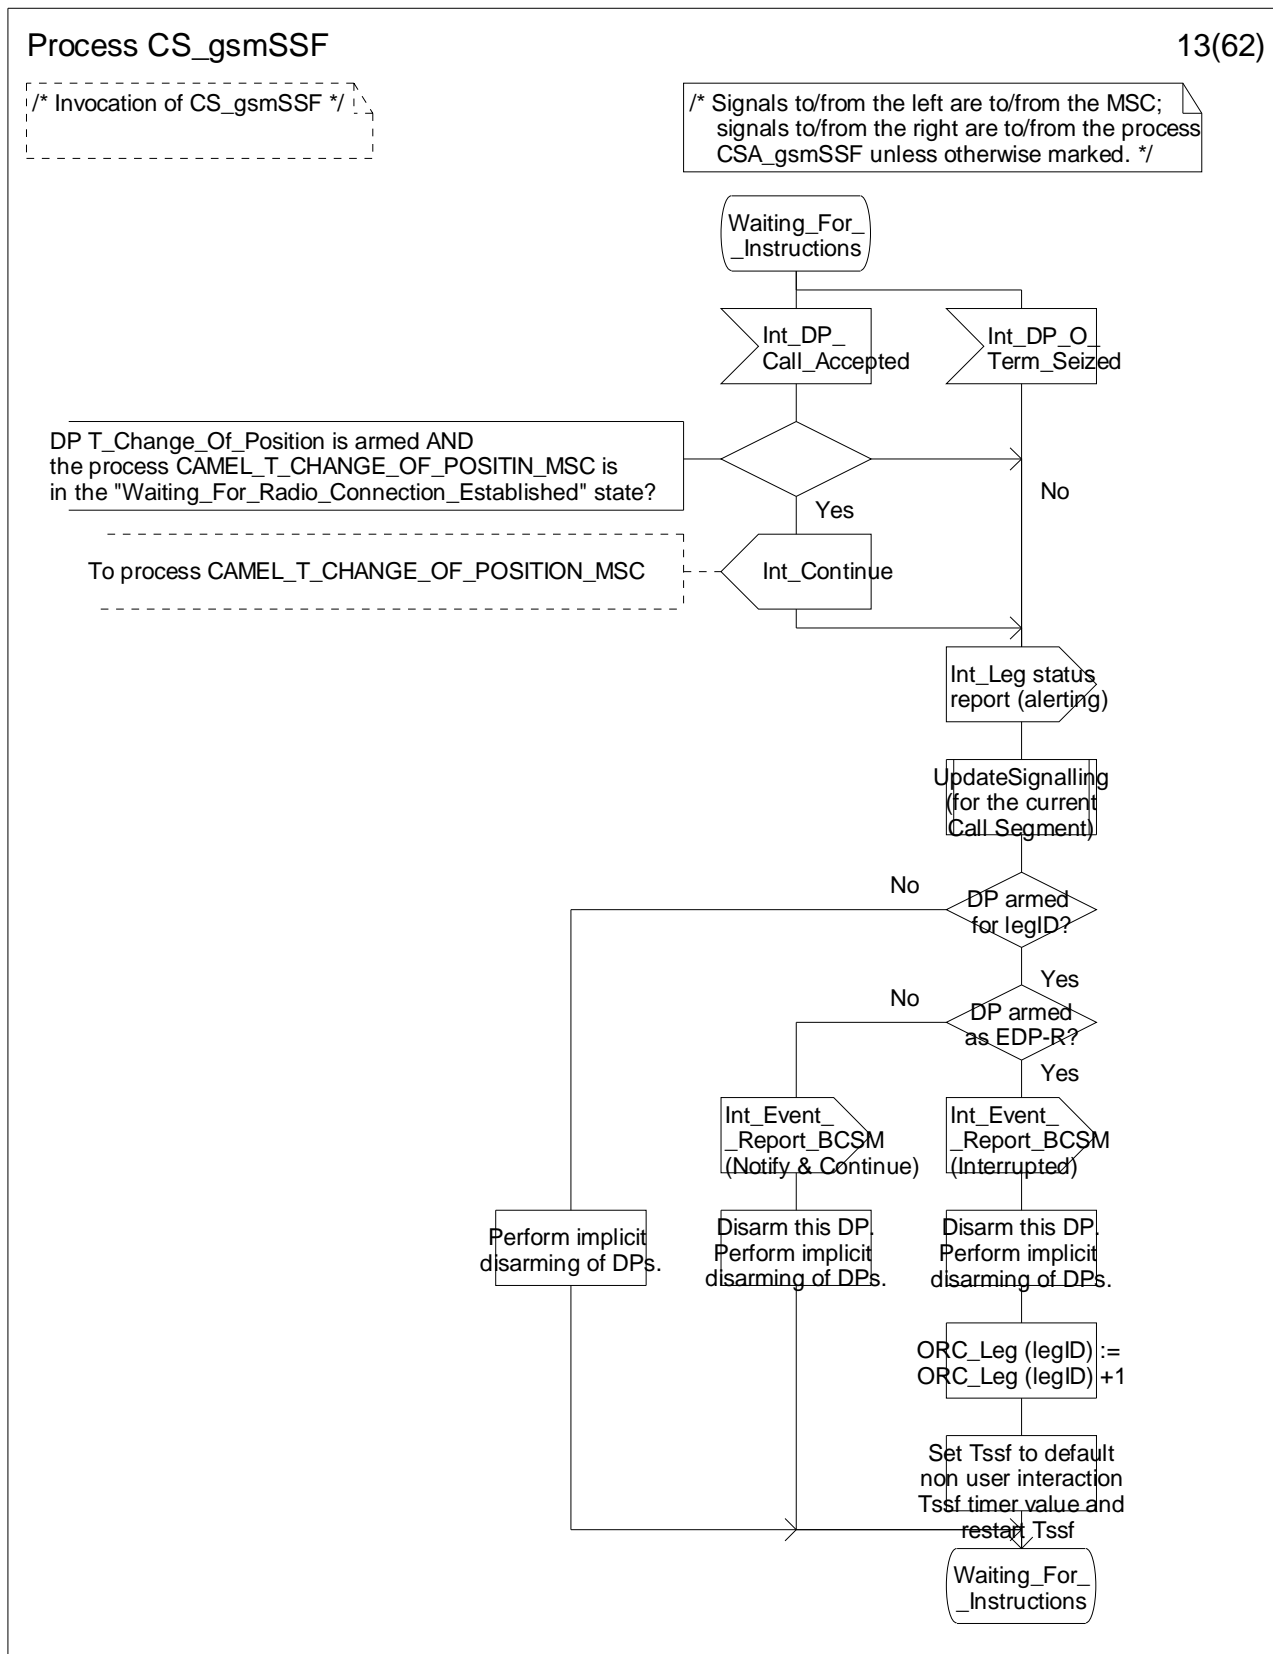 Process CS_gsmSSF
13(62)
/* Invocation of CS_gsmSSF */
/* Signals to/from the left are to/from the MSC;
signals to/from the right are to/from the process
CSA_gsmSSF unless otherwise marked. */
Waiting_For_
_Instructions
Int_DP_
Call_Accepted
Int_DP_O_
Term_Seized
DP T_Change_Of_Position is armed AND
the process CAMEL_T_CHANGE_OF_POSITIN_MSC is
in the "Waiting_For_Radio_Connection_Established" state?
No
Yes
To process CAMEL_T_CHANGE_OF_POSITION_MSC
Int_Continue
Int_Leg status
report (alerting)
UpdateSignalling
(for the current
Call Segment)
No
DP armed
for legID?
Yes
No
DP armed
as EDP-R?
Yes
Int_Event_
_Report_BCSM
(Notify & Continue)
Int_Event_
_Report_BCSM
(Interrupted)
Perform implicit
disarming of DPs.
Disarm this DP.
Perform implicit
disarming of DPs.
Disarm this DP.
Perform implicit
disarming of DPs.
ORC_Leg (legID) :=
ORC_Leg (legID) +1
Set Tssf to default
non user interaction
Tssf timer value and
restart Tssf
Waiting_For_
_Instructions